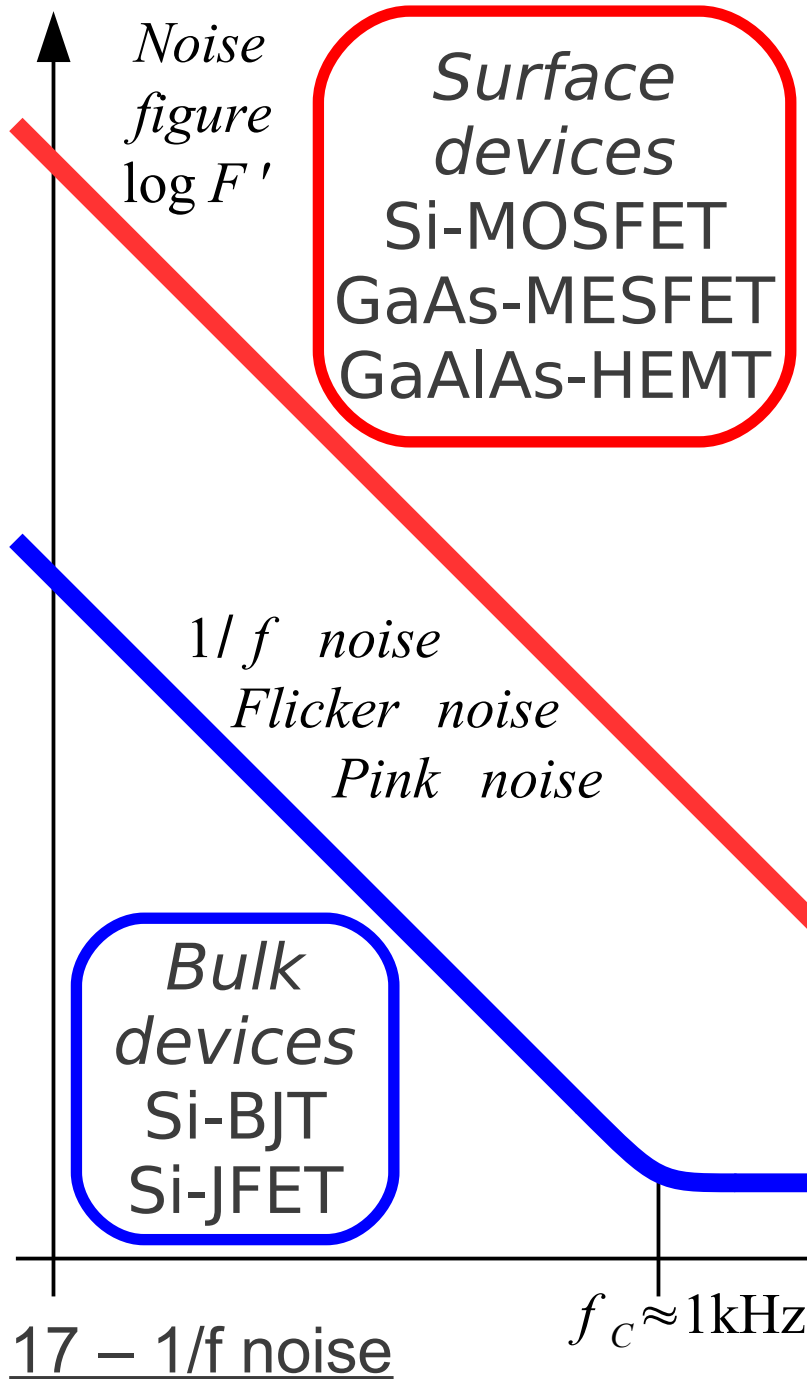 Noise
figure
log F '
Surface
devices
Si-MOSFET
GaAs-MESFET
GaAlAs-HEMT
1/ f noise
Flicker noise
Pink noise
Bulk
devices
Si-BJT
Si-JFET
f C ≈ 1kHz
17 – 1/f noise